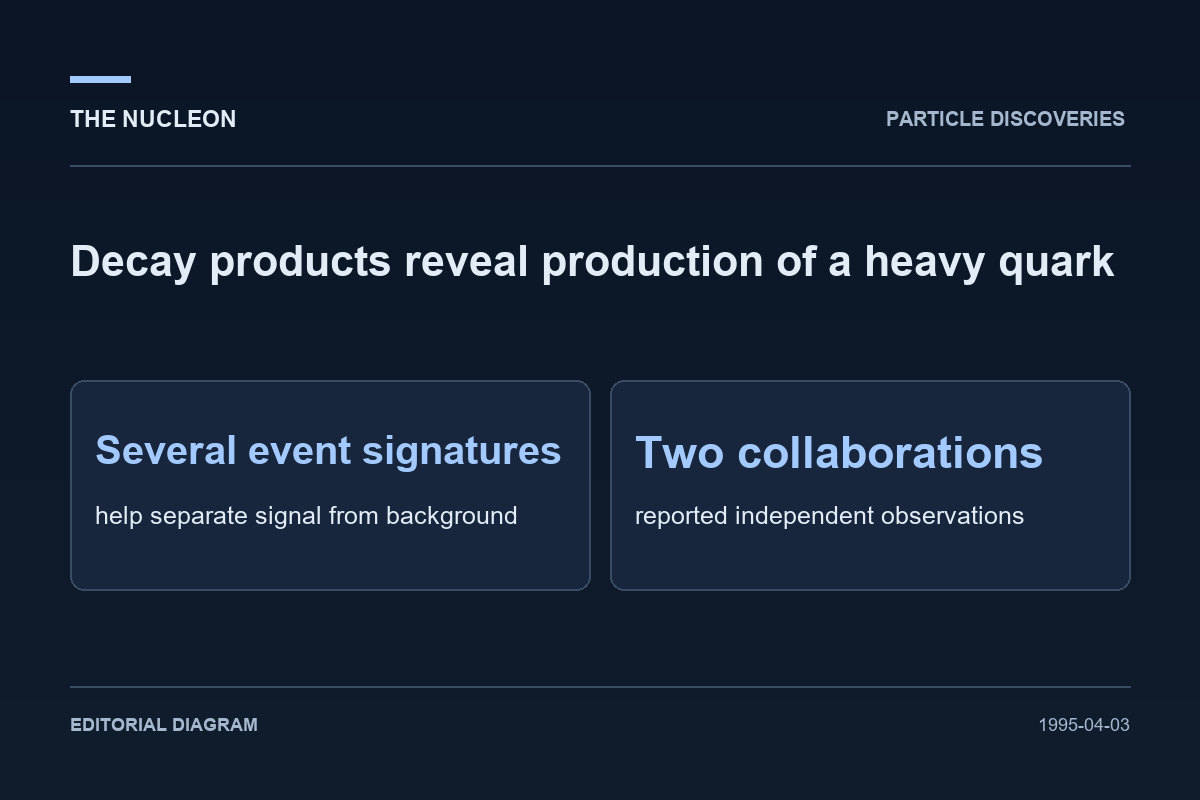 THE NUCLEON
PARTICLE DISCOVERIES
Decay products reveal production of a heavy quark
Several event signatures
help separate signal from background
Two collaborations
reported independent observations
EDITORIAL DIAGRAM
1995-04-03